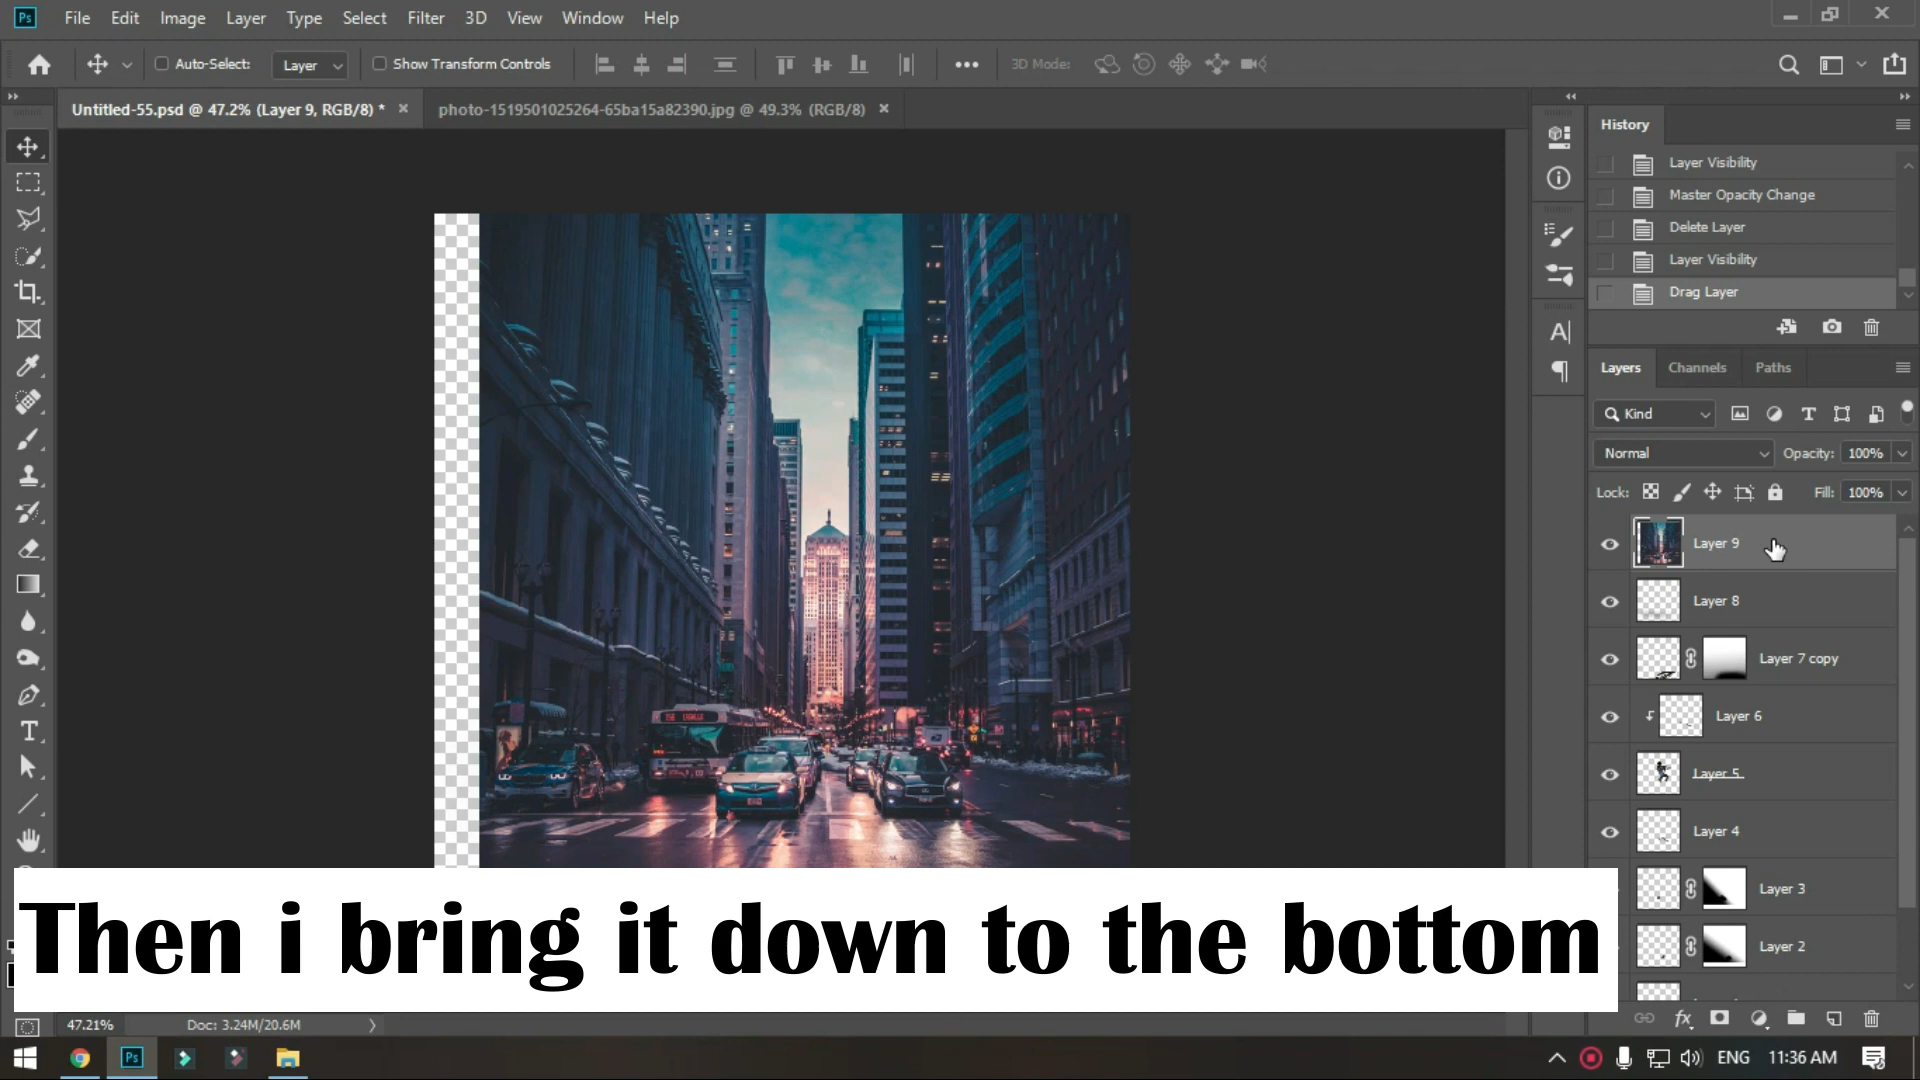 Ps File Edit Image Layer Type Select Filter 3D View Window Help
Auto-Select: Layer Show Transform Controls 3D Mode:
Untitled-55.psd @ 47.2% (Layer 9, RGB/8) * photo-1519501025264-65ba15a82390.jpg @ 49.3% (RGB/8)
History
Layer Visibility
Master Opacity Change
Delete Layer
Layer Visibility
Drag Layer
Layers Channels Paths
Kind
Normal Opacity: 100%
Lock: Fill: 100%
Layer 9
Layer 8
Layer 7 copy
Layer 6
Layer 5
Layer 4
Layer 3
Layer 2
Then i bring it down to the bottom
47.21% Doc: 3.24M/20.6M
Ps ENG 11:36 AM